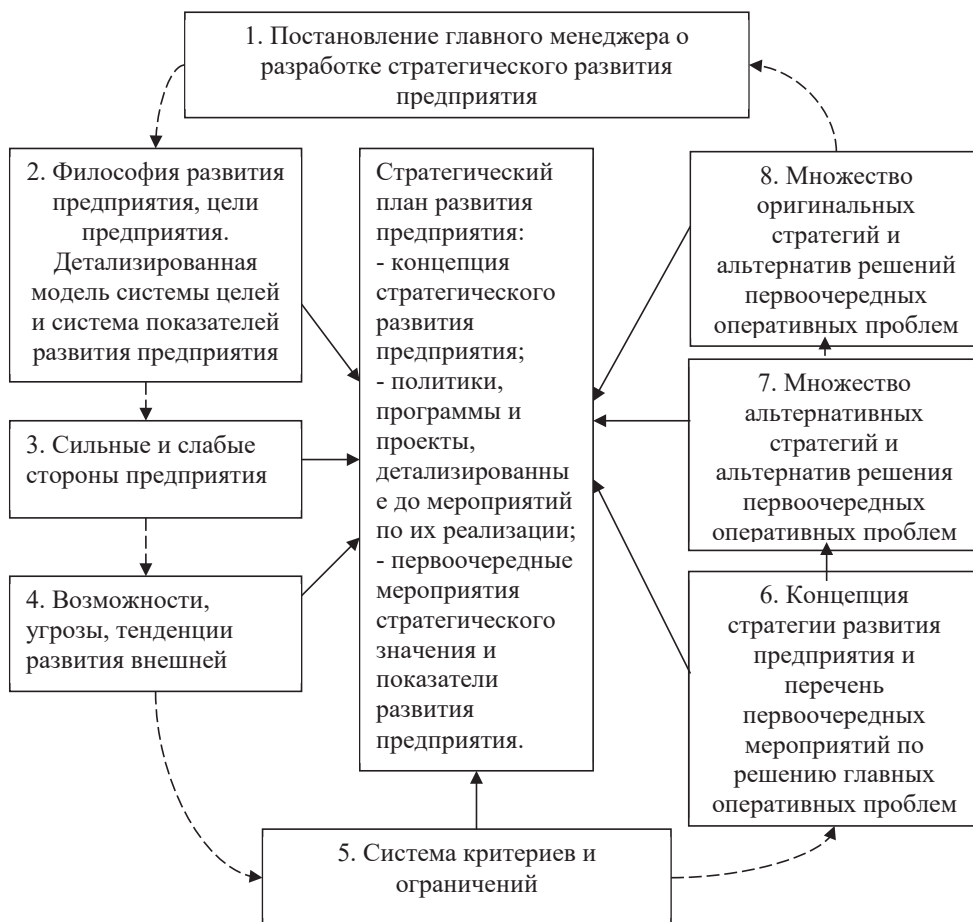 1. Постановление главного менеджера о
разработке стратегического развития
предприятия
2. Философия развития
предприятия, цели
предприятия.
Детализированная
модель системы целей
и система показателей
развития предприятия
3. Сильные и слабые
стороны предприятия
4. Возможности,
угрозы, тенденции
развития внешней
Стратегический
план развития
предприятия:
- концепция
стратегического
развития
предприятия;
- политики,
программы и
проекты,
детализированны
е до мероприятий
по их реализации;
- первоочередные
мероприятия
стратегического
значения и
показатели
развития
предприятия.
5. Система критериев и
ограничений
8. Множество
оригинальных
стратегий и
альтернатив решений
первоочередных
оперативных проблем
7. Множество
альтернативных
стратегий и
альтернатив решения
первоочередных
оперативных проблем
6. Концепция
стратегии развития
предприятия и
перечень
первоочередных
мероприятий по
решению главных
оперативных проблем